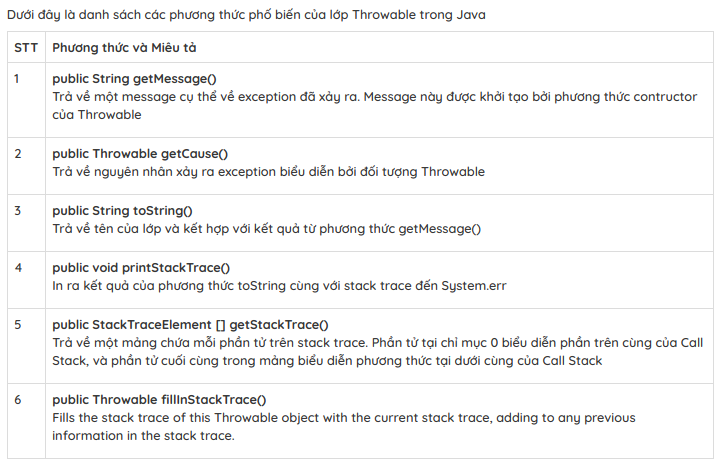 Dưới đây là danh sách các phương thức phổ biến của lớp Throwable trong Java
STT Phương thức và Miêu tả
1 public String getMessage()
Trả về một message cụ thể về exception đã xảy ra. Message này được khởi tạo bởi phương thức contructor
của Throwable
2 public Throwable getCause()
Trả về nguyên nhân xảy ra exception biểu diễn bởi đối tượng Throwable
3 public String toString()
Trả về tên của lớp và kết hợp với kết quả từ phương thức getMessage()
4 public void printStackTrace()
In ra kết quả của phương thức toString cùng với stack trace đến System.err
5 public StackTraceElement [] getStackTrace()
Trả về một mảng chứa mỗi phần tử trên stack trace. Phần tử tại chỉ mục 0 biểu diễn phần trên cùng của Call
Stack, và phần tử cuối cùng trong mảng biểu diễn phương thức tại dưới cùng của Call Stack
6 public Throwable fillInStackTrace()
Fills the stack trace of this Throwable object with the current stack trace, adding to any previous
information in the stack trace.